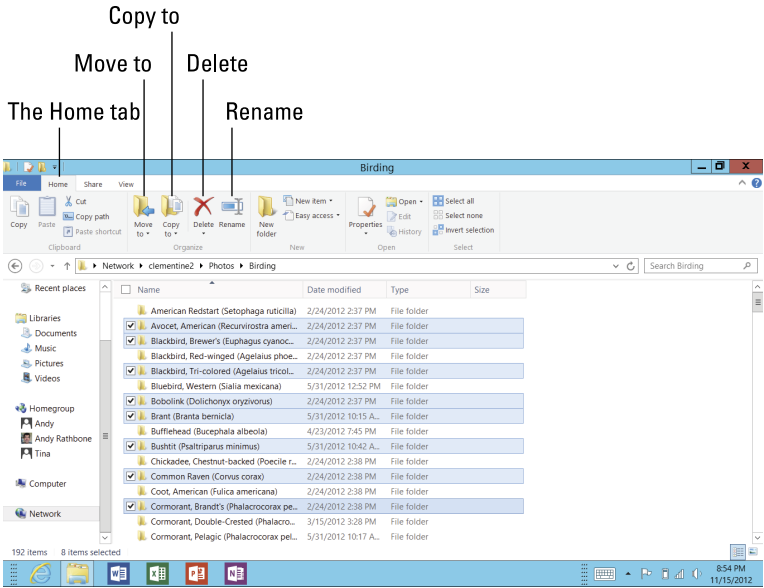 Copy to
Move to Delete
The Home tab Rename
Birding
File Home Share View
Copy Paste Cut Copy path Paste shortcut
Move to Copy to Delete Rename New folder
New item Easy access
Properties Open Edit History
Select all Select none Invert selection
Clipboard Organize New Open Select
Network clementine2 Photos Birding Search Birding
Recent places
Libraries
Documents
Music
Pictures
Videos
Homegroup
Andy
Andy Rathbone
Tina
Computer
Network
Name Date modified Type Size
American Redstart (Setophaga ruticilla) 2/24/2012 2:37 PM File folder
Avocet, American (Recurvirostra ameri... 2/24/2012 2:37 PM File folder
Blackbird, Brewer's (Euphagus cyanoc... 2/24/2012 2:37 PM File folder
Blackbird, Red-winged (Agelaius phoe... 2/24/2012 2:37 PM File folder
Blackbird, Tri-colored (Agelaius tricol... 2/24/2012 2:37 PM File folder
Bluebird, Western (Sialia mexicana) 5/31/2012 12:52 PM File folder
Bobolink (Dolichonyx oryzivorus) 2/24/2012 2:37 PM File folder
Brant (Branta bernicla) 5/31/2012 10:15 A... File folder
Bufflehead (Bucephala albeola) 4/23/2012 7:45 PM File folder
Bushtit (Psaltriparus minimus) 5/31/2012 10:42 A... File folder
Chickadee, Chestnut-backed (Poecile r... 2/24/2012 2:38 PM File folder
Common Raven (Corvus corax) 2/24/2012 2:38 PM File folder
Coot, American (Fulica americana) 2/24/2012 2:38 PM File folder
Cormorant, Brandt's (Phalacrocorax pe... 2/24/2012 2:38 PM File folder
Cormorant, Double-Crested (Phalacro... 3/15/2012 3:28 PM File folder
Cormorant, Pelagic (Phalacrocorax pel... 5/31/2012 10:17 A... File folder
192 items 8 items selected
8:54 PM
11/15/2012